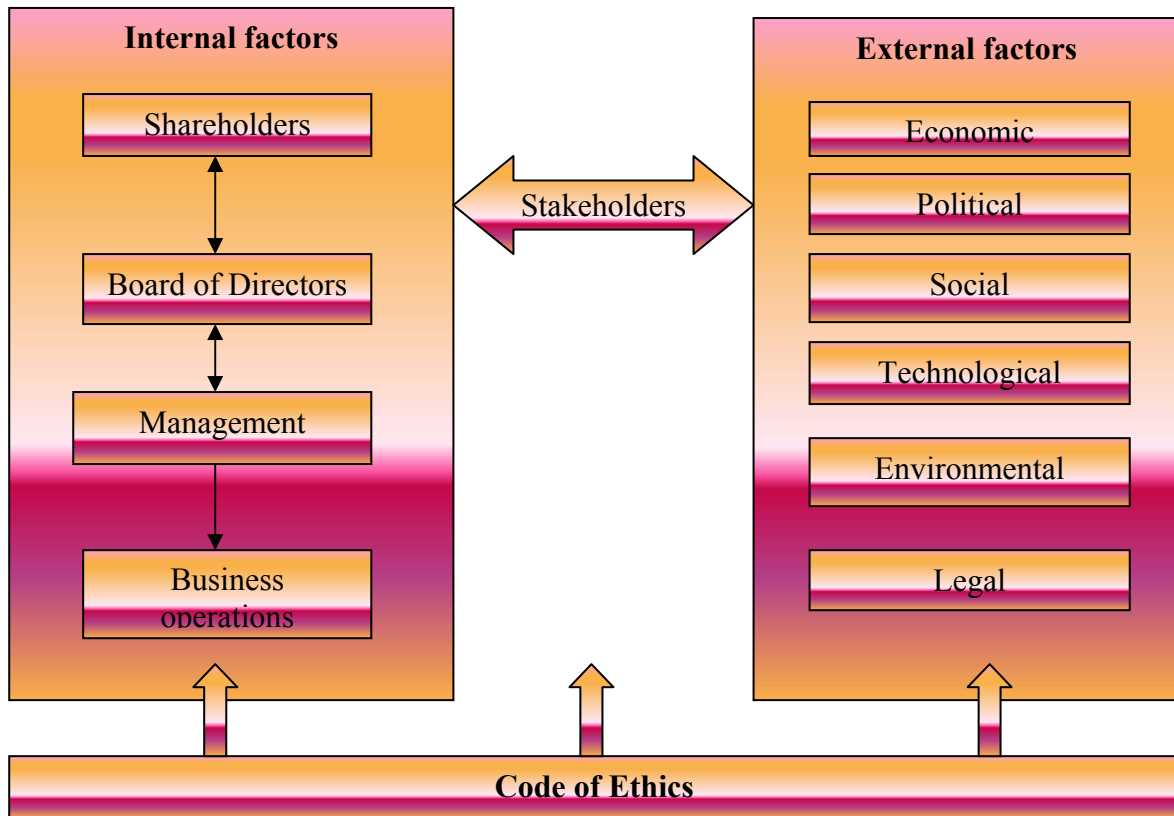 Internal factors
Shareholders
Board of Directors
Management
Business
operations
Stakeholders
External factors
Economic
Political
Social
Technological
Environmental
Legal
Code of Ethics